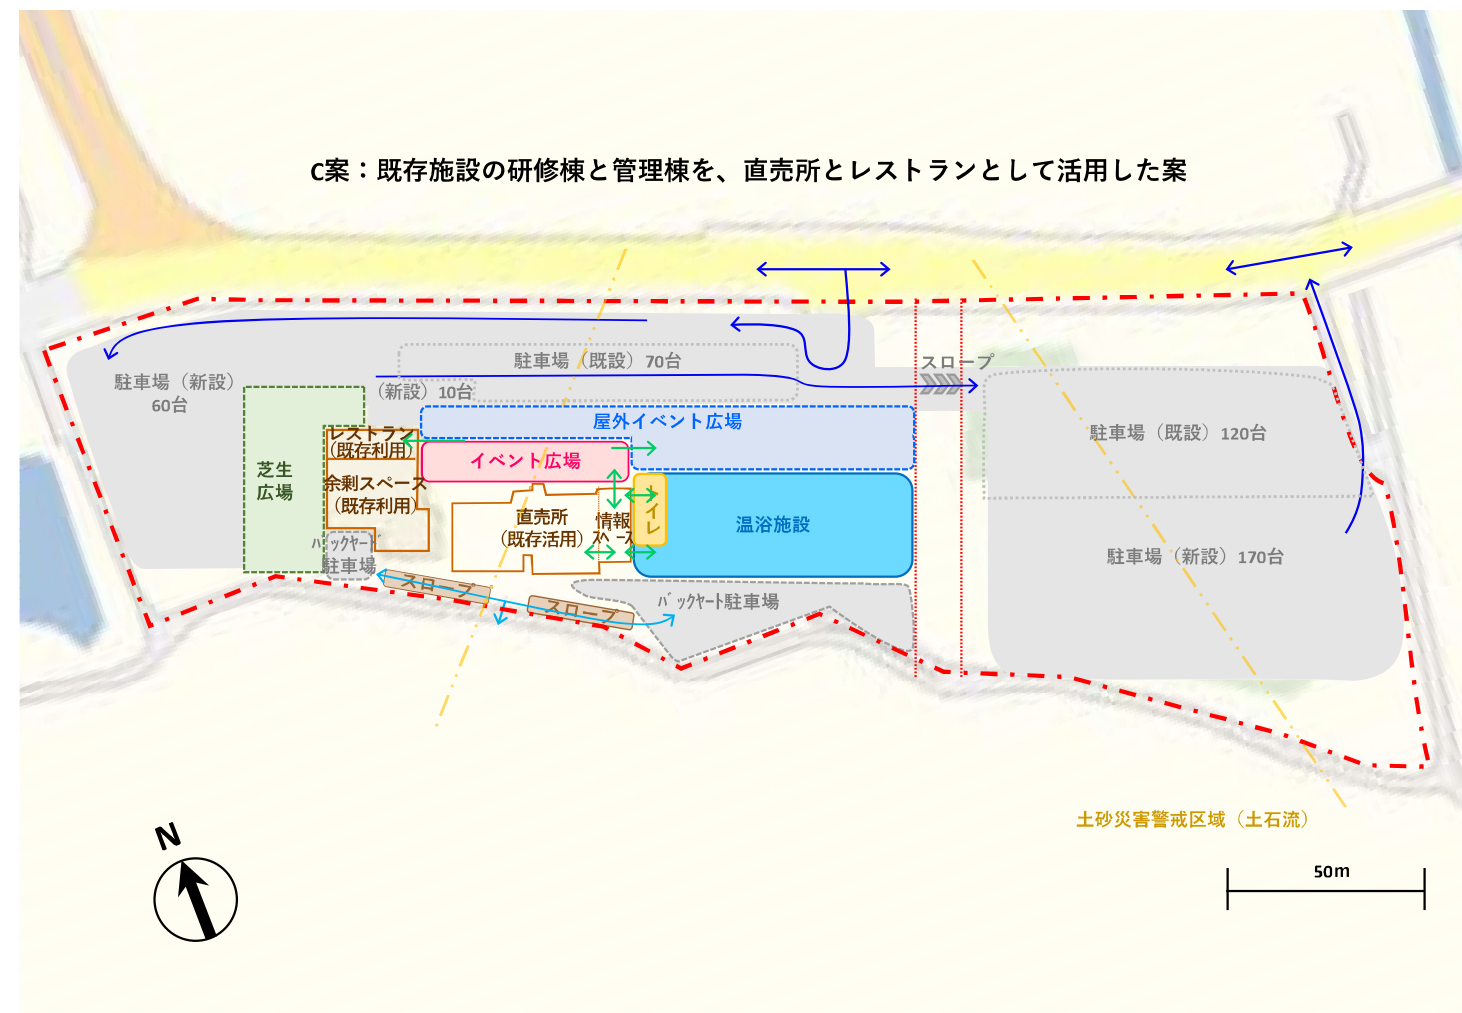 C案：既存施設の研修棟と管理棟を、直売所とレストランとして活用した案
駐車場（新設）
60台
駐車場（既設）70台
（新設）10台
スロープ
屋外イベント広場
イベント広場
レストラン
（既存利用）
余剰スペース
（既存利用）
芝生
広場
直売所
（既存活用）
情報
ｽﾍﾟｰｽ
トイレ
温浴施設
駐車場（既設）120台
駐車場（新設）170台
ﾊﾞｯｸﾔｰﾄﾞ
駐車場
スロープ
スロープ
ﾊﾞｯｸﾔｰﾄ駐車場
土砂災害警戒区域（土石流）
N
50m